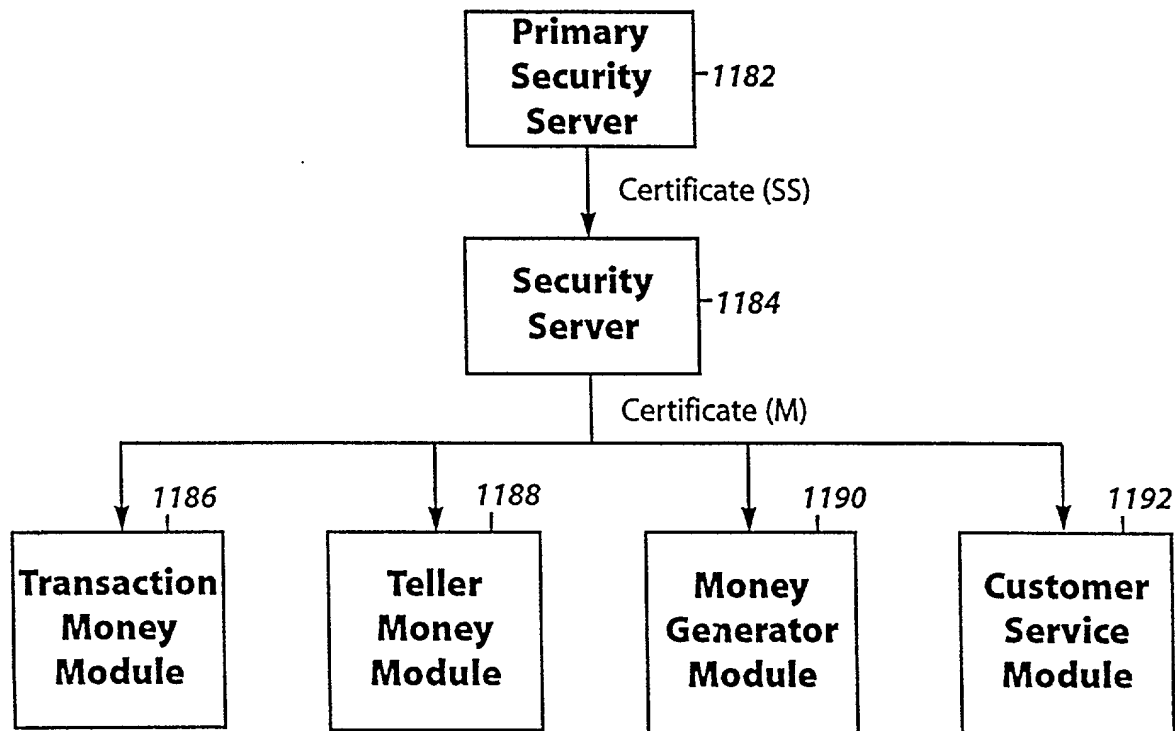 Primary
Security
Server
1182
Certificate (SS)
Security
Server
1184
Certificate (M)
1186
1188
1190
1192
Transaction
Money
Module
Teller
Money
Module
Money
Generator
Module
Customer
Service
Module